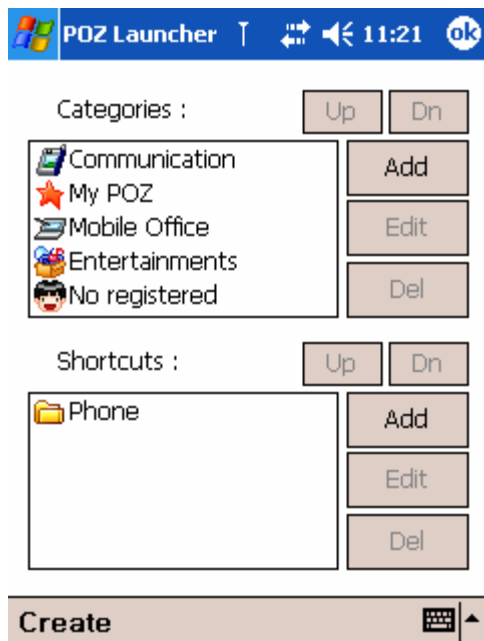 POZ Launcher 11:21 ok
Categories : Up Dn
Communication
My POZ
Mobile Office
Entertainments
No registered
Add
Edit
Del
Shortcuts : Up Dn
Phone
Add
Edit
Del
Create